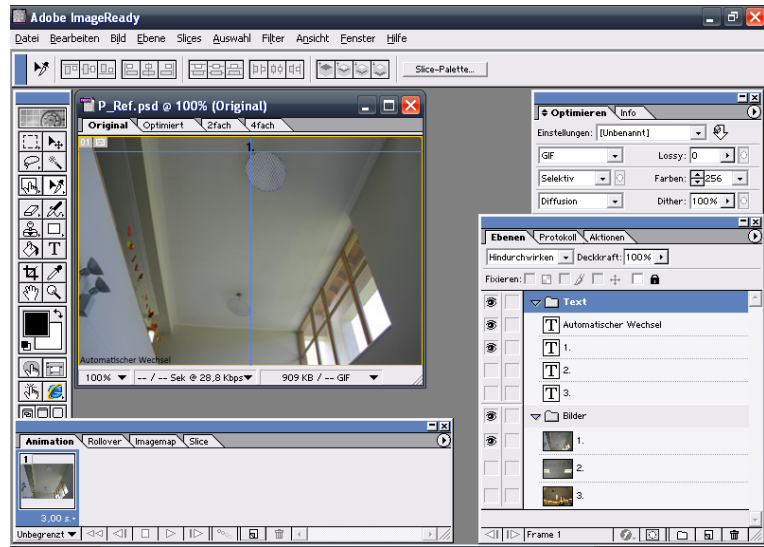 Adobe ImageReady
Datei Bearbeiten Bild Ebene Slices Auswahl Filter Ansicht Fenster Hilfe
Slice-Palette...
P_Ref.psd @ 100% (Original)
Original Optimiert 2fach 4fach
01
1.
Automatischer Wechsel
100% -- / -- Sek @ 28,8 Kbps 909 KB / -- GIF
Optimieren Info
Einstellungen: [Unbenannt]
GIF Lossy: 0
Selektiv Farben: 256
Diffusion Dither: 100%
Ebenen Protokoll Aktionen
Hindurchwirken Deckkraft: 100%
Fixieren:
Text
T Automatischer Wechsel
T 1.
T 2.
T 3.
Bilder
1.
2.
3.
Frame 1
Animation Rollover Imagemap Slice
1
3,00 s.
Unbegrenzt